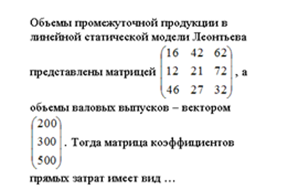 Объемы промежуточной продукции в
линейной статической модели Леонтьева
представлены матрицей (16 42 62
12 21 72
46 27 32), а
объемы валовых выпусков – вектором
(200
300
500). Тогда матрица коэффициентов
прямых затрат имеет вид ...